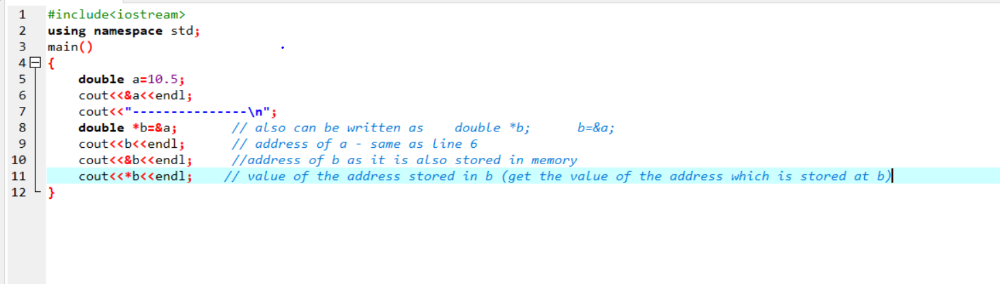 1 #include<iostream>
2 using namespace std;
3 main()
4 {
5 double a=10.5;
6 cout<<&a<<endl;
7 cout<<"---------------\n";
8 double *b=&a; // also can be written as double *b; b=&a;
9 cout<<b<<endl; // address of a - same as line 6
10 cout<<&b<<endl; //address of b as it is also stored in memory
11 cout<<*b<<endl; // value of the address stored in b (get the value of the address which is stored at b)
12 }